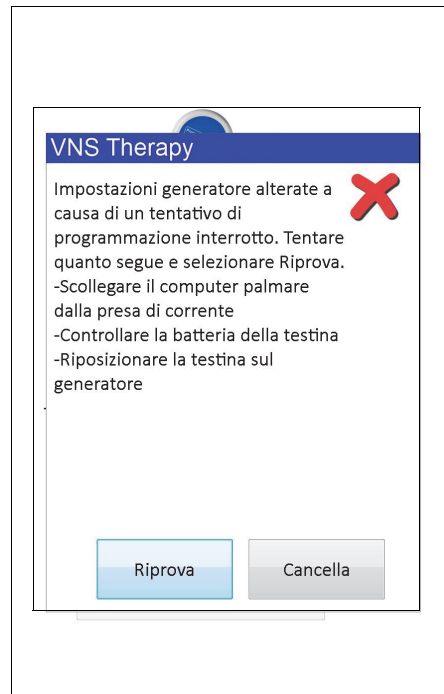 VNS Therapy
Impostazioni generatore alterate a
causa di un tentativo di
programmazione interrotto. Tentare
quanto segue e selezionare Riprova.
-Scollegare il computer palmare
dalla presa di corrente
-Controllare la batteria della testina
-Riposizionare la testina sul
generatore
Riprova
Cancella